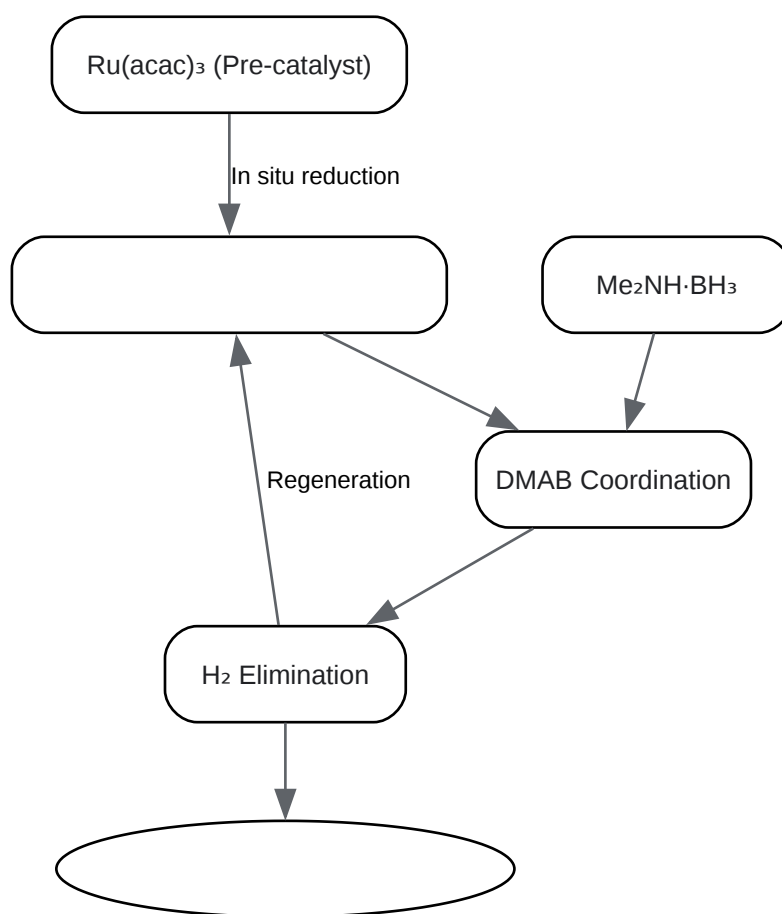 Ru(acac)₃ (Pre-catalyst)
In situ reduction
Me₂NH·BH₃
DMAB Coordination
Regeneration
H₂ Elimination